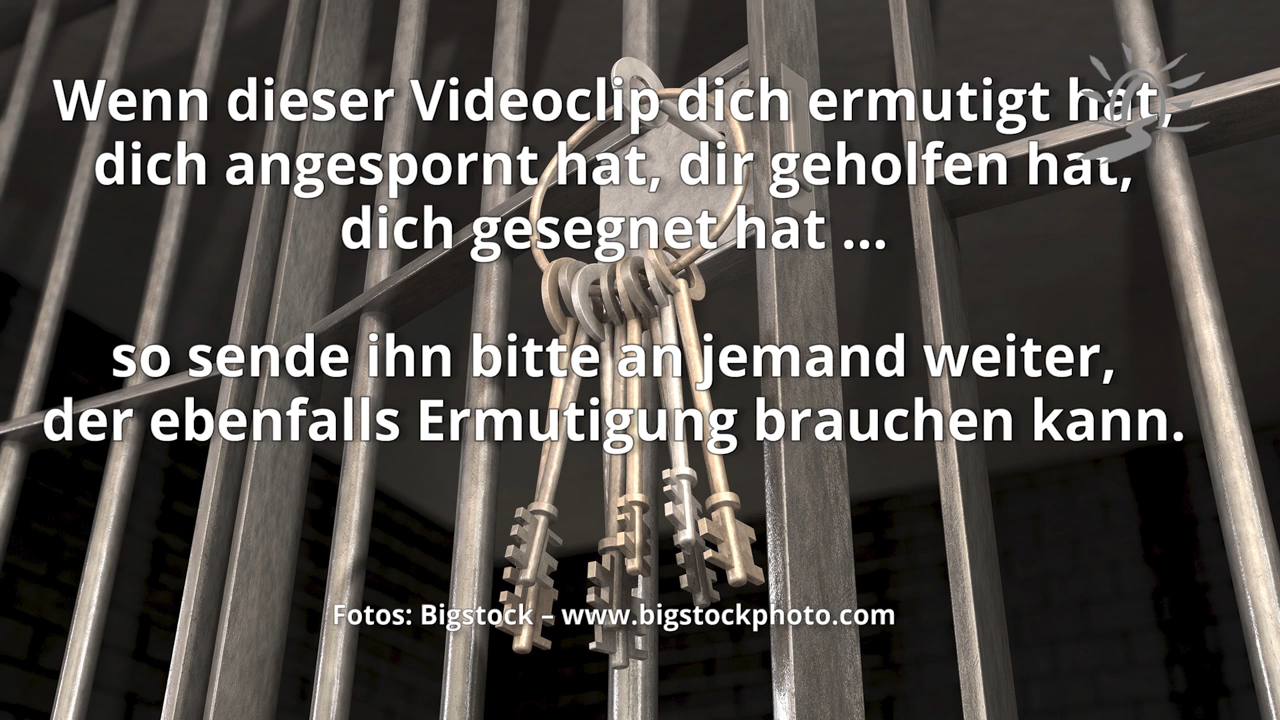 Wenn dieser Videoclip dich ermutigt hat,
dich angespornt hat, dir geholfen hat,
dich gesegnet hat ...
so sende ihn bitte an jemand weiter,
der ebenfalls Ermutigung brauchen kann.
Fotos: Bigstock – www.bigstockphoto.com